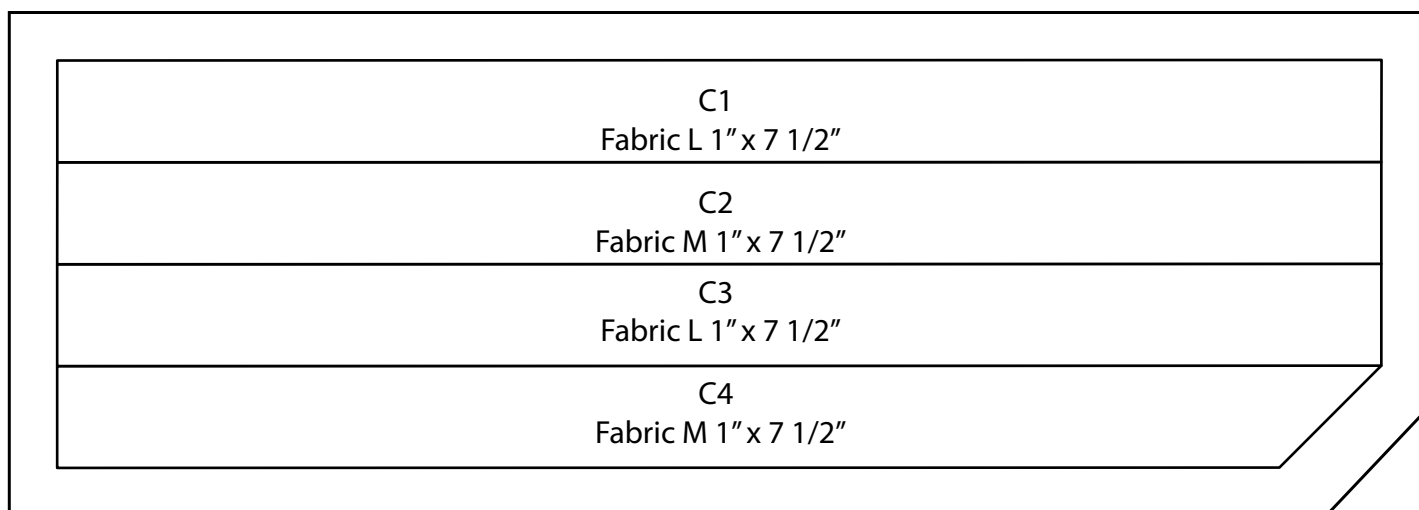 C1
Fabric L 1” x 7 1/2”
C2
Fabric M 1” x 7 1/2”
C3
Fabric L 1” x 7 1/2”
C4
Fabric M 1” x 7 1/2”